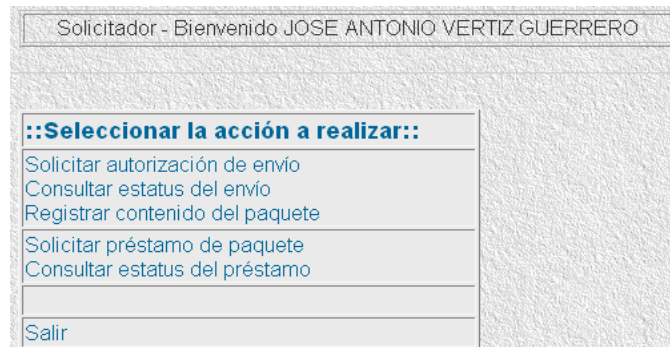 Solicitador - Bienvenido JOSE ANTONIO VERTIZ GUERRERO
::Seleccionar la acción a realizar::
Solicitar autorización de envío
Consultar estatus del envío
Registrar contenido del paquete
Solicitar préstamo de paquete
Consultar estatus del préstamo
Salir